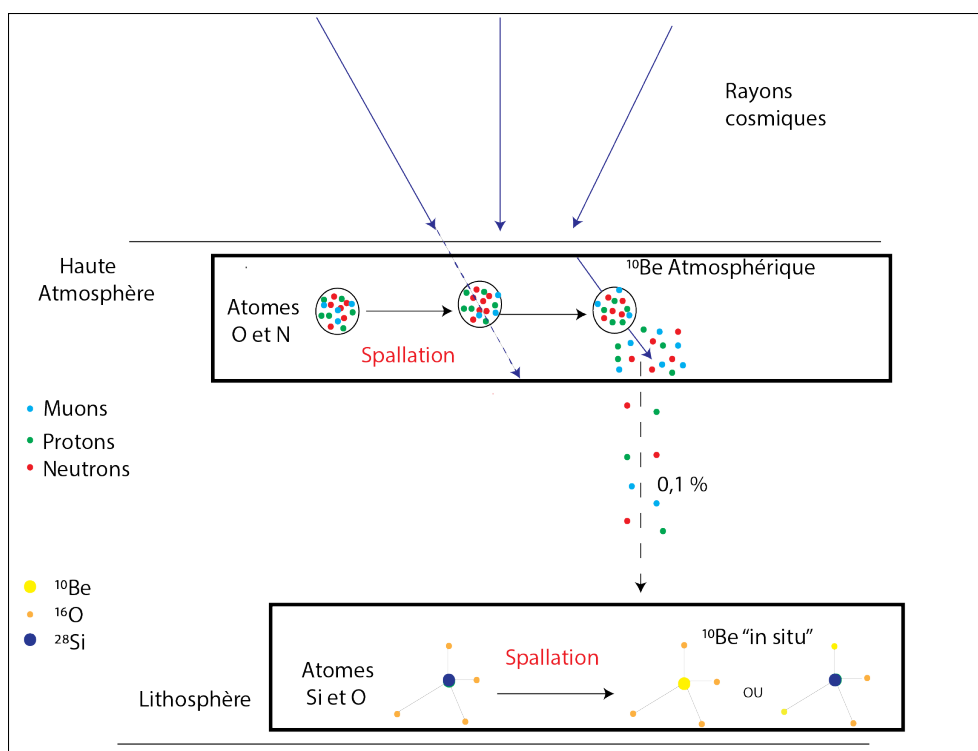 Rayons
cosmiques
Haute
Atmosphère
¹⁰Be Atmosphérique
Atomes
O et N
Spallation
Muons
Protons
Neutrons
0,1 %
¹⁰Be
¹⁶O
²⁸Si
Lithosphère
Atomes
Si et O
Spallation
¹⁰Be “in situ”
OU